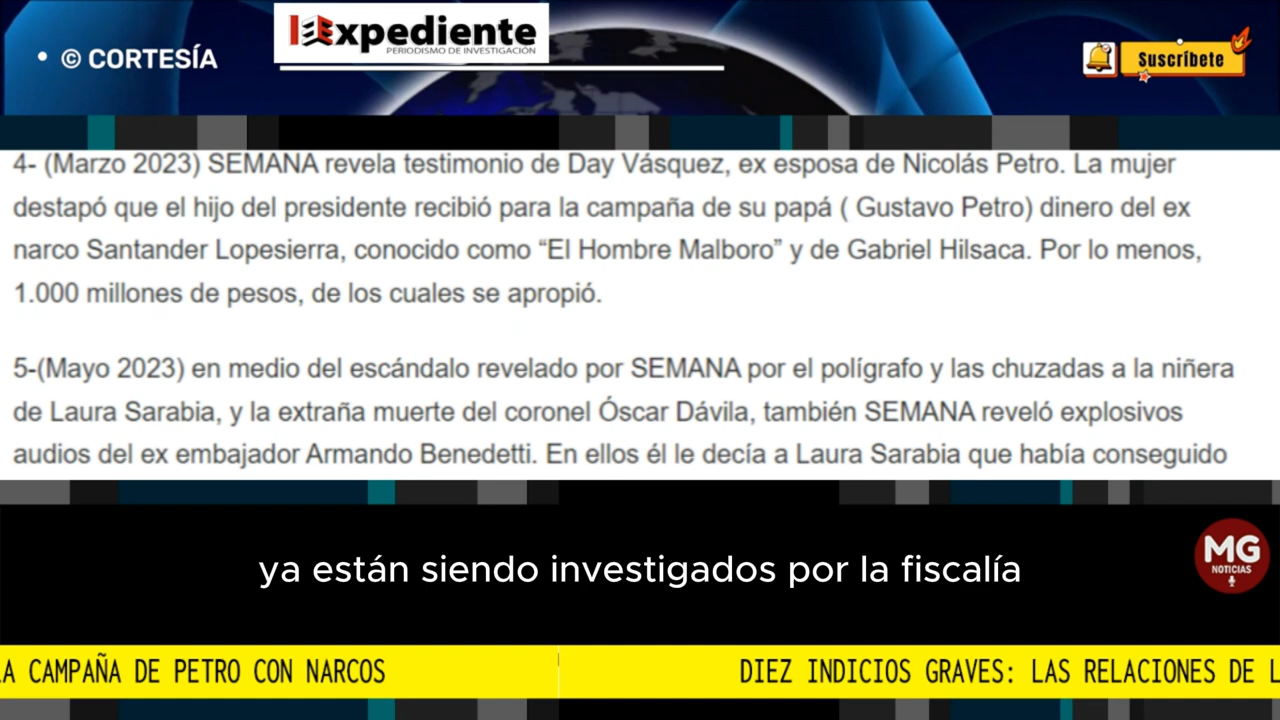 • © CORTESÍA
Expediente
PERIODISMO DE INVESTIGACIÓN
Suscríbete
4- (Marzo 2023) SEMANA revela testimonio de Day Vásquez, ex esposa de Nicolás Petro. La mujer
destapó que el hijo del presidente recibió para la campaña de su papá ( Gustavo Petro) dinero del ex
narco Santander Lopesierra, conocido como “El Hombre Malboro” y de Gabriel Hilsaca. Por lo menos,
1.000 millones de pesos, de los cuales se apropió.
5-(Mayo 2023) en medio del escándalo revelado por SEMANA por el polígrafo y las chuzadas a la niñera
de Laura Sarabia, y la extraña muerte del coronel Óscar Dávila, también SEMANA reveló explosivos
audios del ex embajador Armando Benedetti. En ellos él le decía a Laura Sarabia que había conseguido
ya están siendo investigados por la fiscalía
MG
NOTICIAS
LA CAMPAÑA DE PETRO CON NARCOS
DIEZ INDICIOS GRAVES: LAS RELACIONES DE L